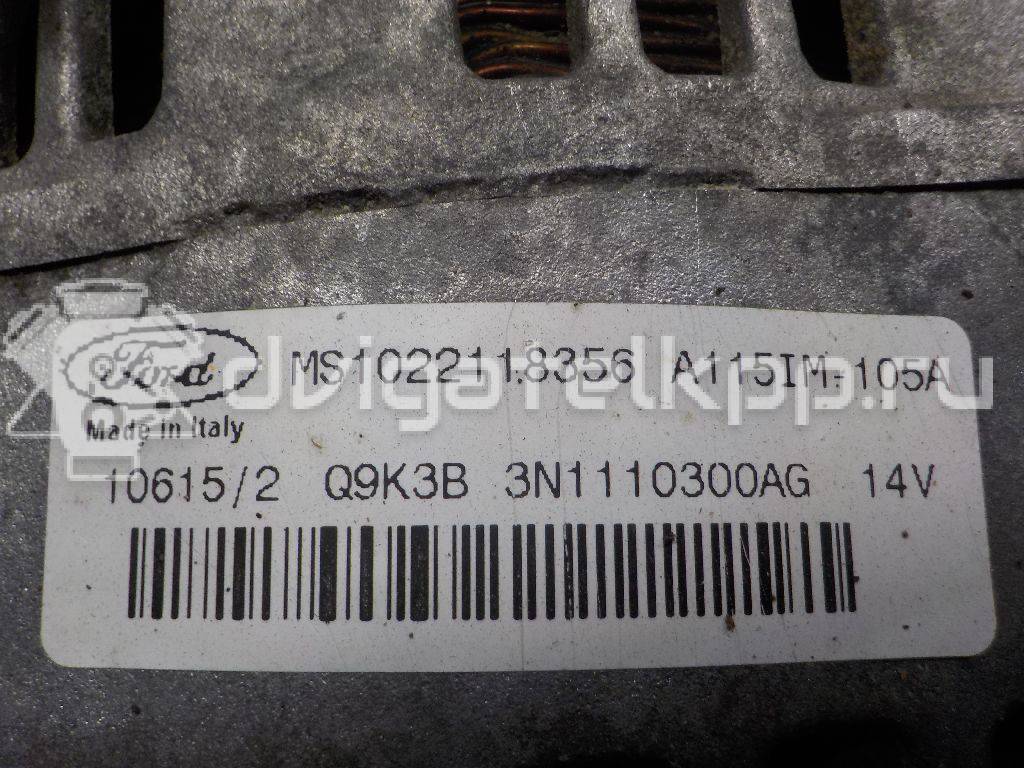 Ford MS1022118356 A115IM-105A
Made in Italy
10615/2 Q9K3B 3N1110300AG 14V
dvigatelkpp.ru